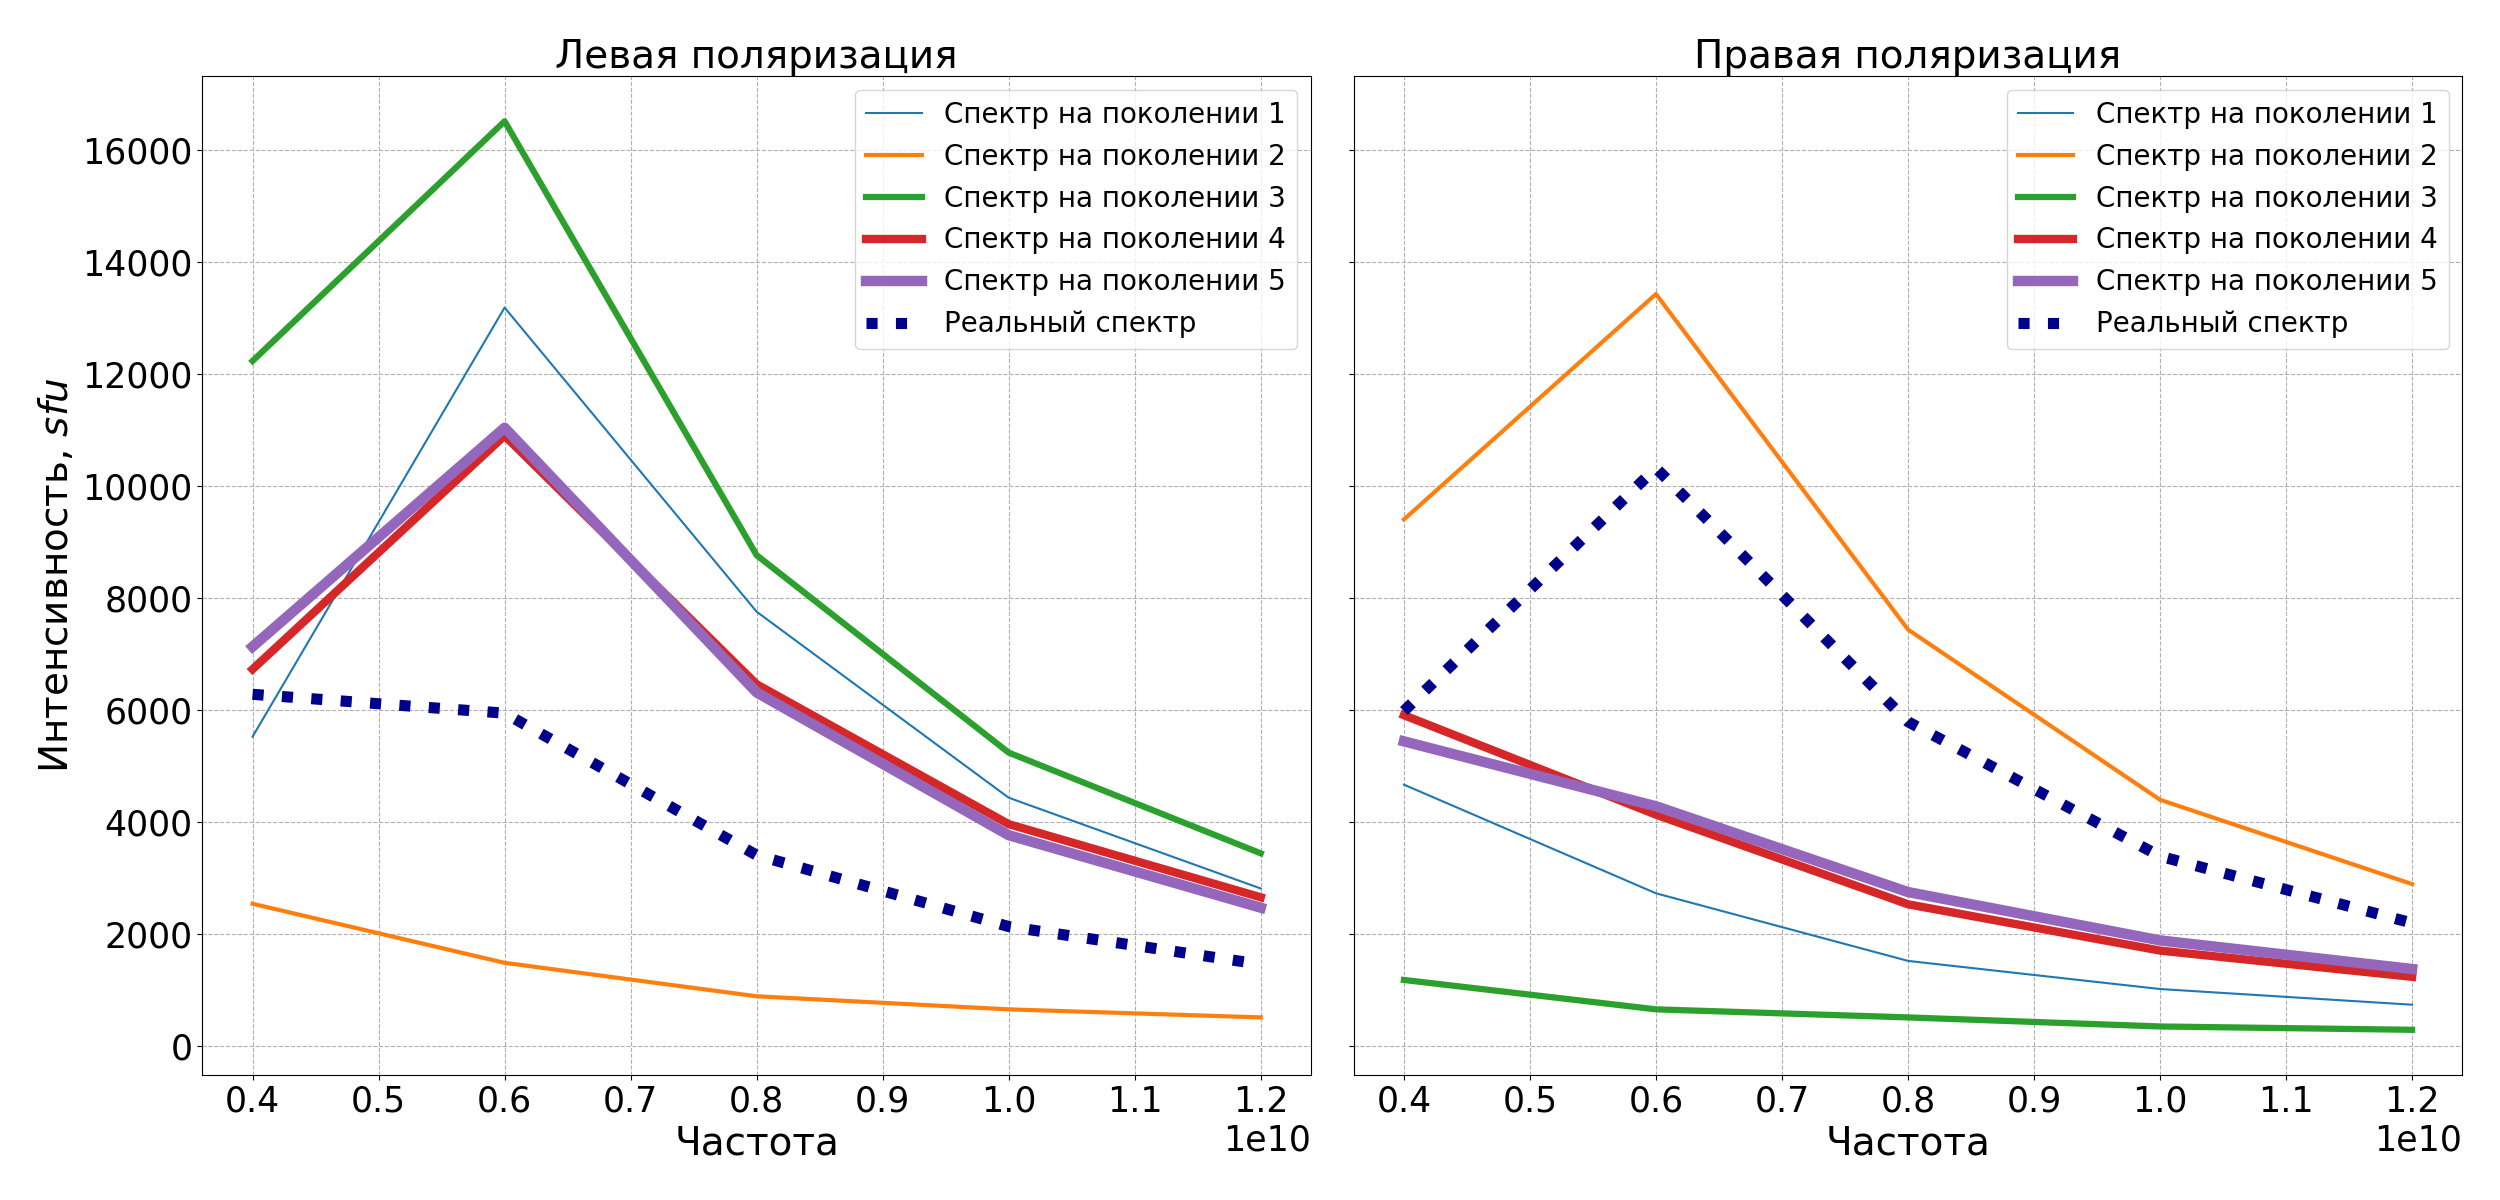 Левая поляризация
Интенсивность, sfu
16000
14000
12000
10000
8000
6000
4000
2000
0
Спектр на поколении 1
Спектр на поколении 2
Спектр на поколении 3
Спектр на поколении 4
Спектр на поколении 5
Реальный спектр
0.4 0.5 0.6 0.7 0.8 0.9 1.0 1.1 1.2
1e10
Частота
Правая поляризация
Спектр на поколении 1
Спектр на поколении 2
Спектр на поколении 3
Спектр на поколении 4
Спектр на поколении 5
Реальный спектр
0.4 0.5 0.6 0.7 0.8 0.9 1.0 1.1 1.2
1e10
Частота